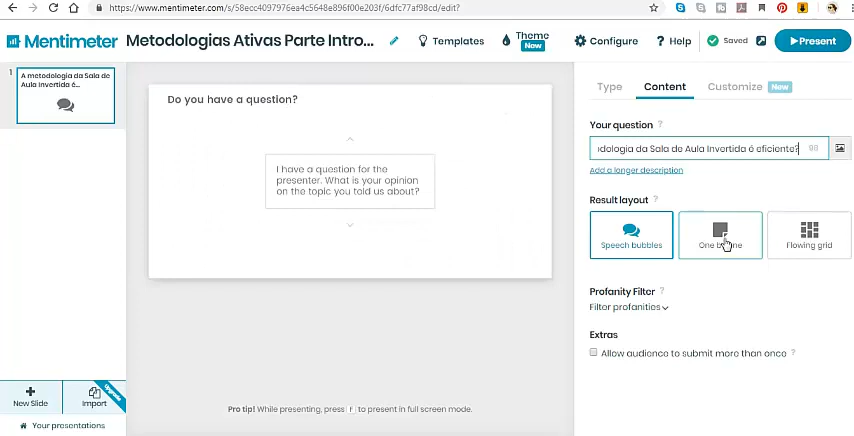 https://www.mentimeter.com/s/58ecc4097976ea4c5648e96e00e203f/6dfc77af98cd/edit?
Mentimeter
Metodologias Ativas Parte Intro...
Templates
Theme
New
Configure
? Help
Saved
Present
1
A metodologia da Sala de
Aula Invertida é...
Do you have a question?
I have a question for the
presenter. What is your opinion
on the topic you told us about?
Type
Content
Customize
New
Your question ?
dologia da Sala de Aula Invertida é eficiente?
Add a longer description
Result layout ?
Speech bubbles
One by one
Flowing grid
Profanity Filter ?
Filter profanities
Extras
Allow audience to submit more than once ?
New Slide
Import
Upgrade
Pro tip! While presenting, press F to present in full screen mode.
Your presentations